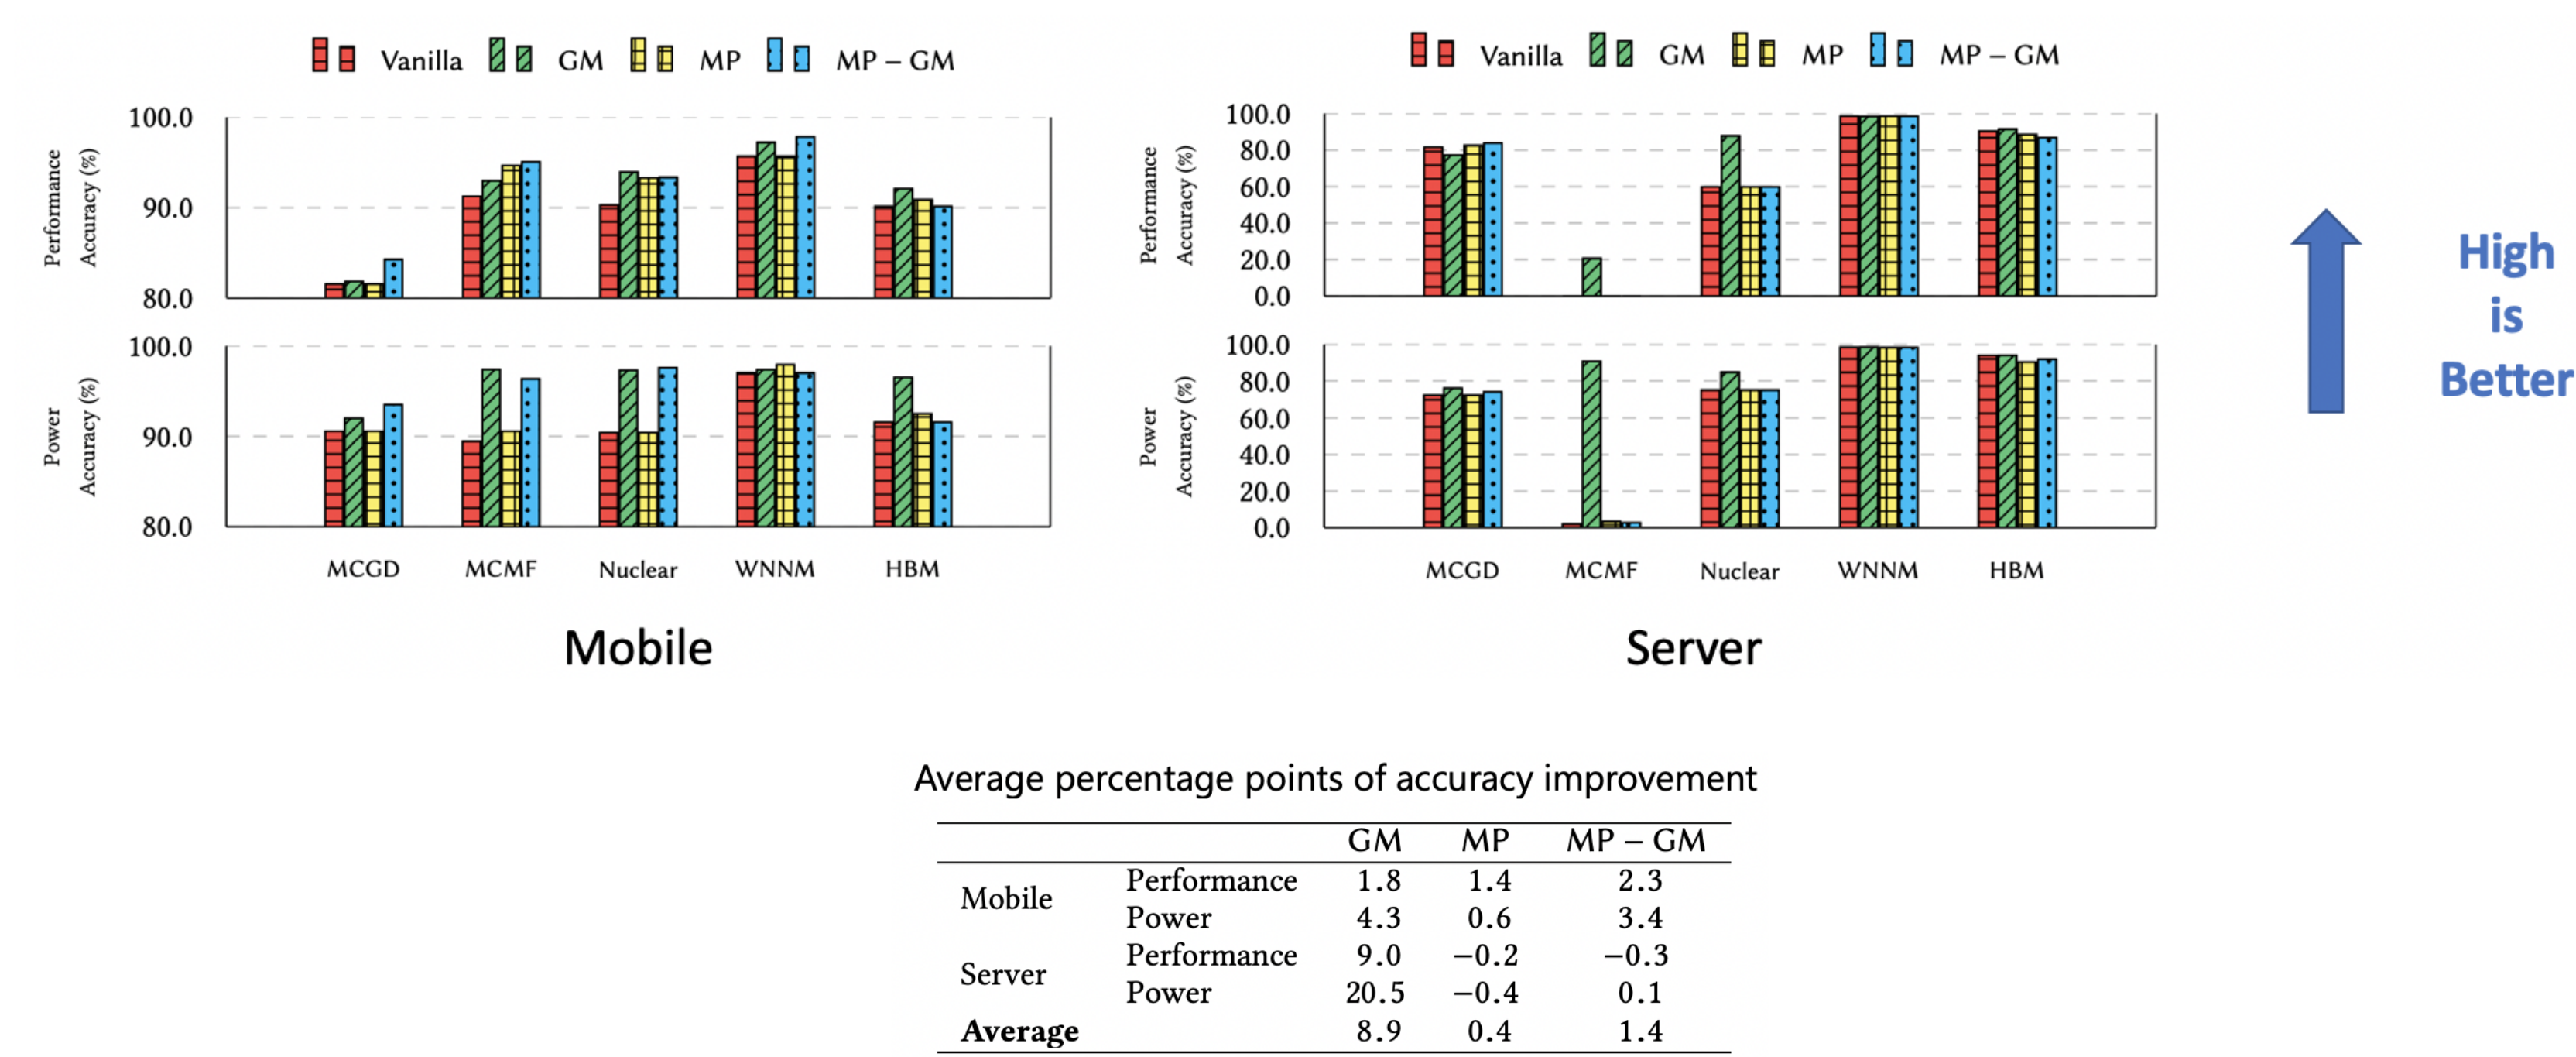 Vanilla GM MP MP – GM
100.0
90.0
80.0
Performance
Accuracy (%)
100.0
90.0
80.0
Power
Accuracy (%)
MCGD MCMF Nuclear WNNM HBM
Mobile
Vanilla GM MP MP – GM
100.0
80.0
60.0
40.0
20.0
0.0
Performance
Accuracy (%)
100.0
80.0
60.0
40.0
20.0
0.0
Power
Accuracy (%)
MCGD MCMF Nuclear WNNM HBM
Server
High
is
Better
Average percentage points of accuracy improvement
GM MP MP – GM
Mobile Performance 1.8 1.4 2.3
Power 4.3 0.6 3.4
Server Performance 9.0 −0.2 −0.3
Power 20.5 −0.4 0.1
Average 8.9 0.4 1.4